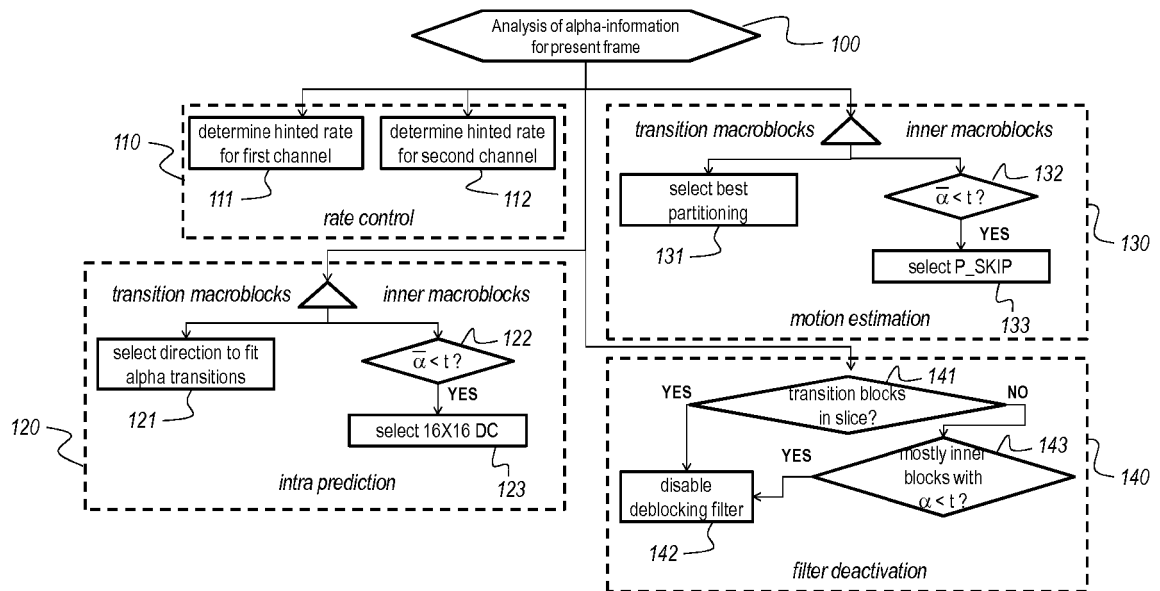 Analysis of alpha-information
for present frame
100
determine hinted rate
for first channel
determine hinted rate
for second channel
110
111
112
rate control
transition macroblocks
inner macroblocks
select best
partitioning
131
132
α < t ?
YES
select P_SKIP
133
130
motion estimation
transition macroblocks
inner macroblocks
select direction to fit
alpha transitions
121
122
α < t ?
YES
select 16X16 DC
123
120
intra prediction
141
transition blocks
in slice?
YES
NO
143
mostly inner
blocks with
α < t ?
YES
disable
deblocking filter
142
140
filter deactivation